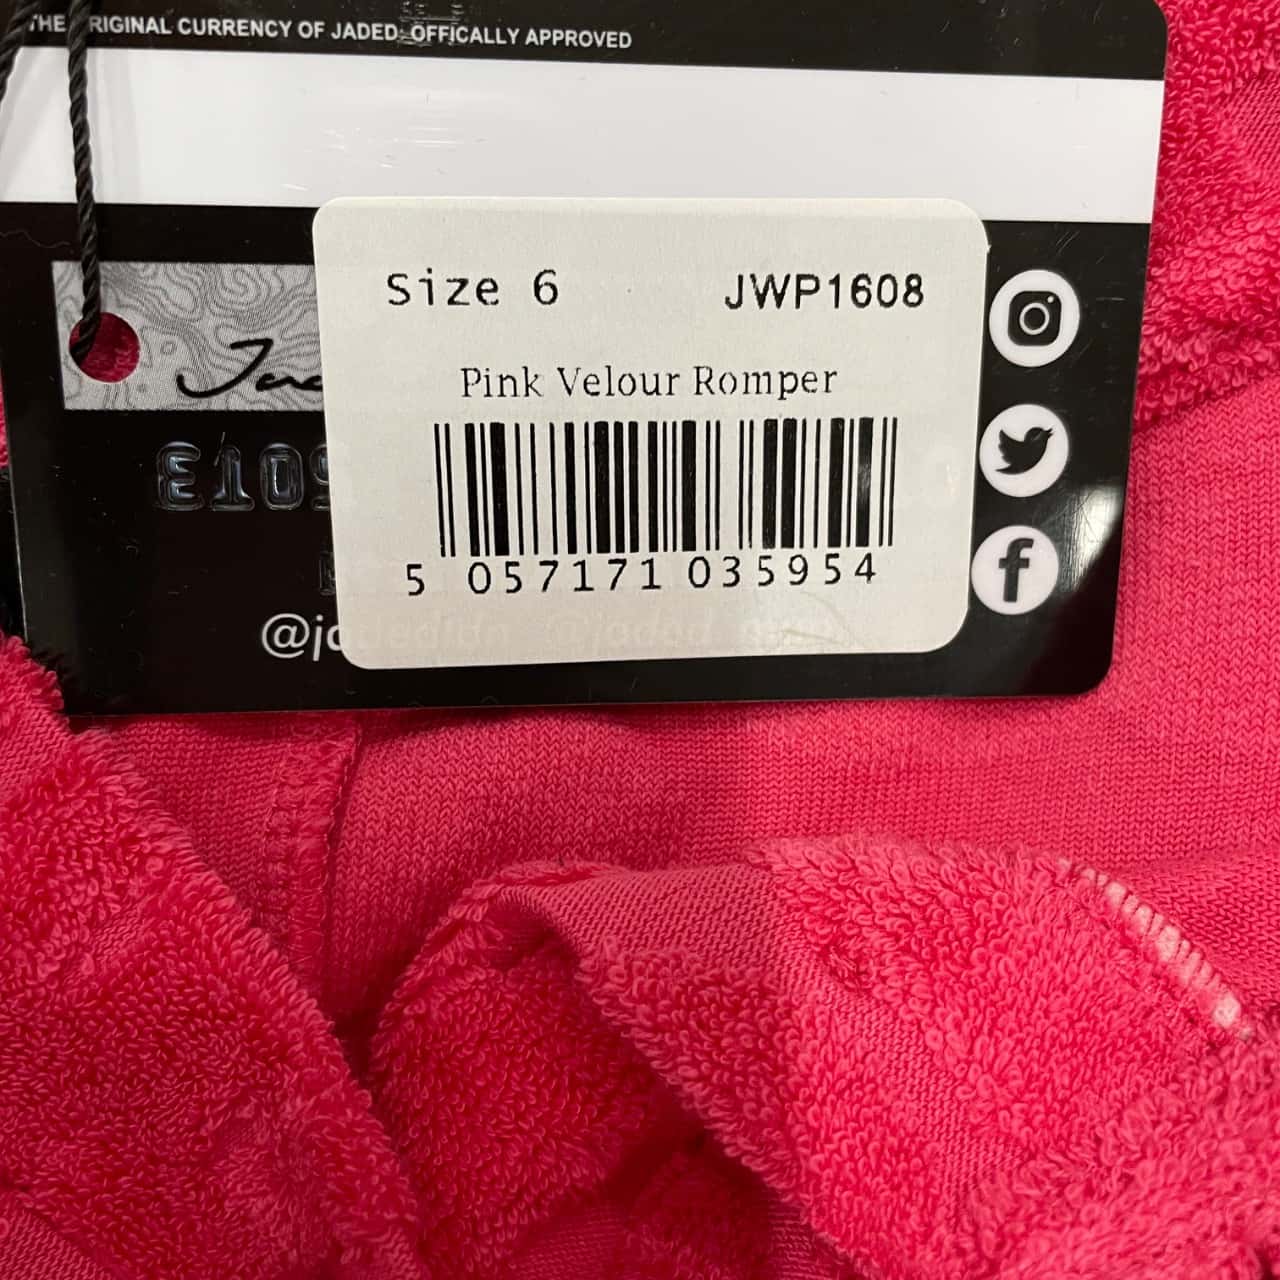 THE ORIGINAL CURRENCY OF JADED. OFFICALLY APPROVED
Size 6 JWP1608
Pink Velour Romper
5 057171 035954